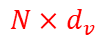 N × d_v